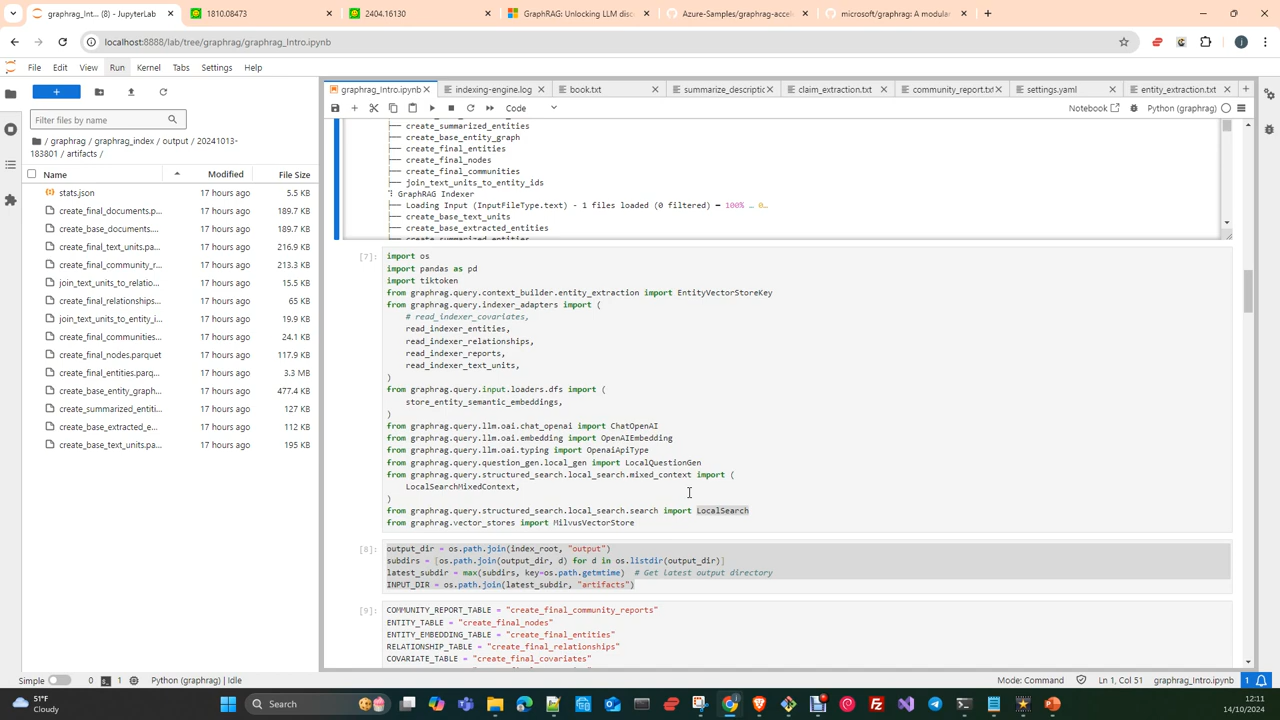 graphrag_Int... (8) - JupyterLab
1810.08473
2404.16130
GraphRAG: Unlocking LLM disc
Azure-Samples/graphrag-accele
microsoft/graphrag: A modular
localhost:8888/lab/tree/graphrag/graphrag_Intro.ipynb
File Edit View Run Kernel Tabs Settings Help
Filter files by name
/ graphrag / graphrag_index / output / 20241013-
183801 / artifacts /
Name Modified File Size
stats.json 17 hours ago 5.5 KB
create_final_documents.p... 17 hours ago 189.7 KB
create_base_documents.... 17 hours ago 189.7 KB
create_final_text_units.pa... 17 hours ago 216.9 KB
create_final_community_r... 17 hours ago 213.3 KB
join_text_units_to_relatio... 17 hours ago 15.5 KB
create_final_relationships... 17 hours ago 65 KB
join_text_units_to_entity_i... 17 hours ago 19.9 KB
create_final_communities... 17 hours ago 24.1 KB
create_final_nodes.parquet 17 hours ago 117.9 KB
create_final_entities.parq... 17 hours ago 3.3 MB
create_base_entity_graph... 17 hours ago 477.4 KB
create_summarized_entiti... 17 hours ago 127 KB
create_base_extracted_e... 17 hours ago 112 KB
create_base_text_units.pa... 17 hours ago 195 KB
graphrag_Intro.ipynb
indexing-engine.log
book.txt
summarize_descriptic
claim_extraction.txt
community_report.txt
settings.yaml
entity_extraction.txt
Code
Notebook
Python (graphrag)
├── create_summarized_entities
├── create_base_entity_graph
├── create_final_entities
├── create_final_nodes
├── create_final_communities
├── join_text_units_to_entity_ids
⠹ GraphRAG Indexer
├── Loading Input (InputFileType.text) - 1 files loaded (0 filtered) ━ 100% … 0…
├── create_base_text_units
├── create_base_extracted_entities
├── create_summarized_entities
[7]: import os
import pandas as pd
import tiktoken
from graphrag.query.context_builder.entity_extraction import EntityVectorStoreKey
from graphrag.query.indexer_adapters import (
# read_indexer_covariates,
read_indexer_entities,
read_indexer_relationships,
read_indexer_reports,
read_indexer_text_units,
)
from graphrag.query.input.loaders.dfs import (
store_entity_semantic_embeddings,
)
from graphrag.query.llm.oai.chat_openai import ChatOpenAI
from graphrag.query.llm.oai.embedding import OpenAIEmbedding
from graphrag.query.llm.oai.typing import OpenaiApiType
from graphrag.query.question_gen.local_gen import LocalQuestionGen
from graphrag.query.structured_search.local_search.mixed_context import (
LocalSearchMixedContext,
)
from graphrag.query.structured_search.local_search.search import LocalSearch
from graphrag.vector_stores import MilvusVectorStore
[8]: output_dir = os.path.join(index_root, "output")
subdirs = [os.path.join(output_dir, d) for d in os.listdir(output_dir)]
latest_subdir = max(subdirs, key=os.path.getmtime) # Get latest output directory
INPUT_DIR = os.path.join(latest_subdir, "artifacts")
[9]: COMMUNITY_REPORT_TABLE = "create_final_community_reports"
ENTITY_TABLE = "create_final_nodes"
ENTITY_EMBEDDING_TABLE = "create_final_entities"
RELATIONSHIP_TABLE = "create_final_relationships"
COVARIATE_TABLE = "create_final_covariates"
Simple 0 1 Python (graphrag) | Idle Mode: Command Ln 1, Col 51 graphrag_Intro.ipynb 1
51°F
Cloudy
Search
12:11
14/10/2024